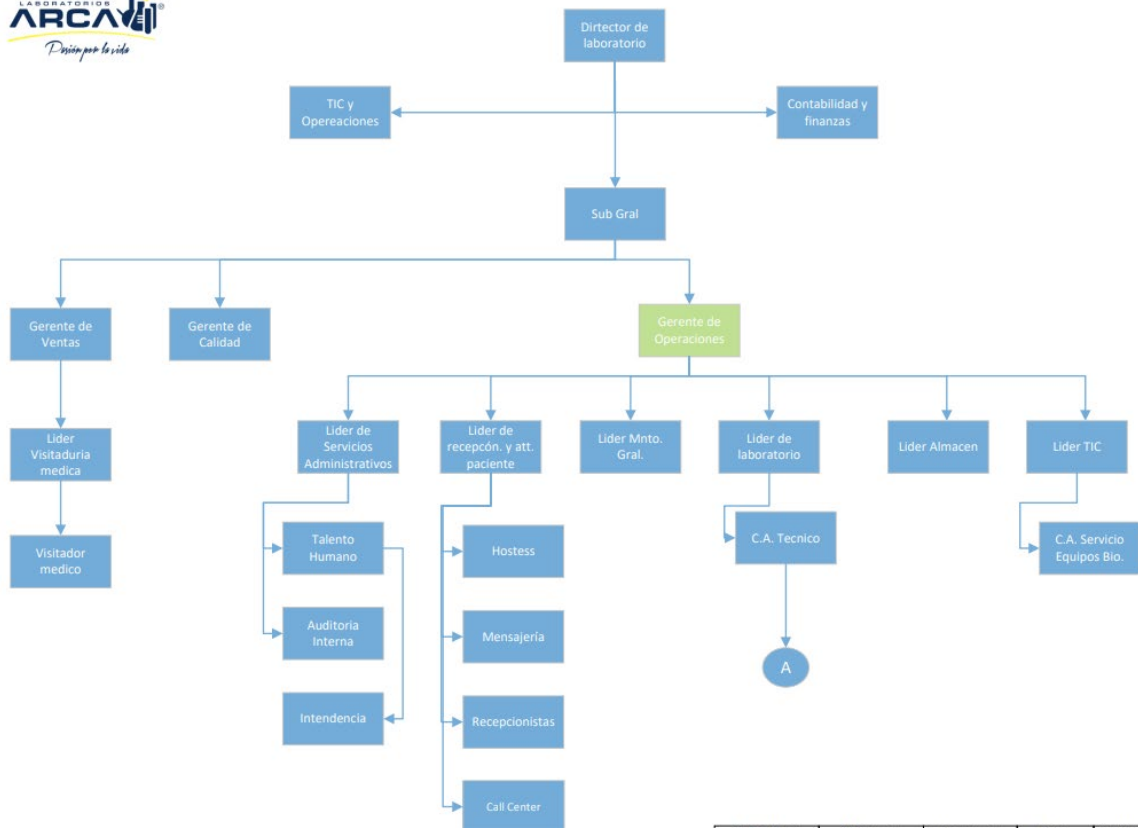 LABORATORIOS
ARCA
®
Pasión por la vida
Dirtector de
laboratorio
TIC y
Opereaciones
Contabilidad y
finanzas
Sub Gral
Gerente de
Ventas
Gerente de
Calidad
Gerente de
Operaciones
Lider
Visitaduria
medica
Lider de
Servicios
Administrativos
Lider de
recepcón. y att.
paciente
Lider Mnto.
Gral.
Lider de
laboratorio
Lider Almacen
Lider TIC
Visitador
medico
Talento
Humano
Hostess
C.A. Tecnico
C.A. Servicio
Equipos Bio.
Auditoria
Interna
Mensajería
A
Intendencia
Recepcionistas
Call Center